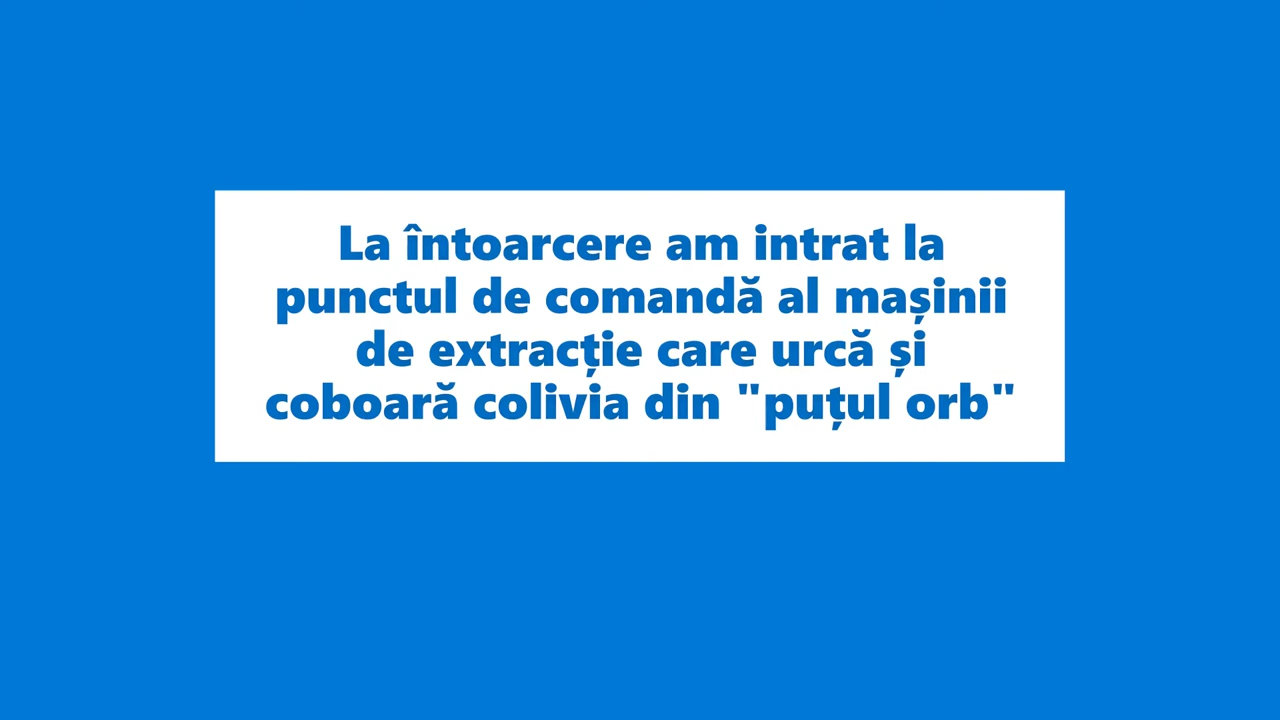 La întoarcere am intrat la
punctul de comandă al mașinii
de extracție care urcă și
coboară colivia din "puțul orb"